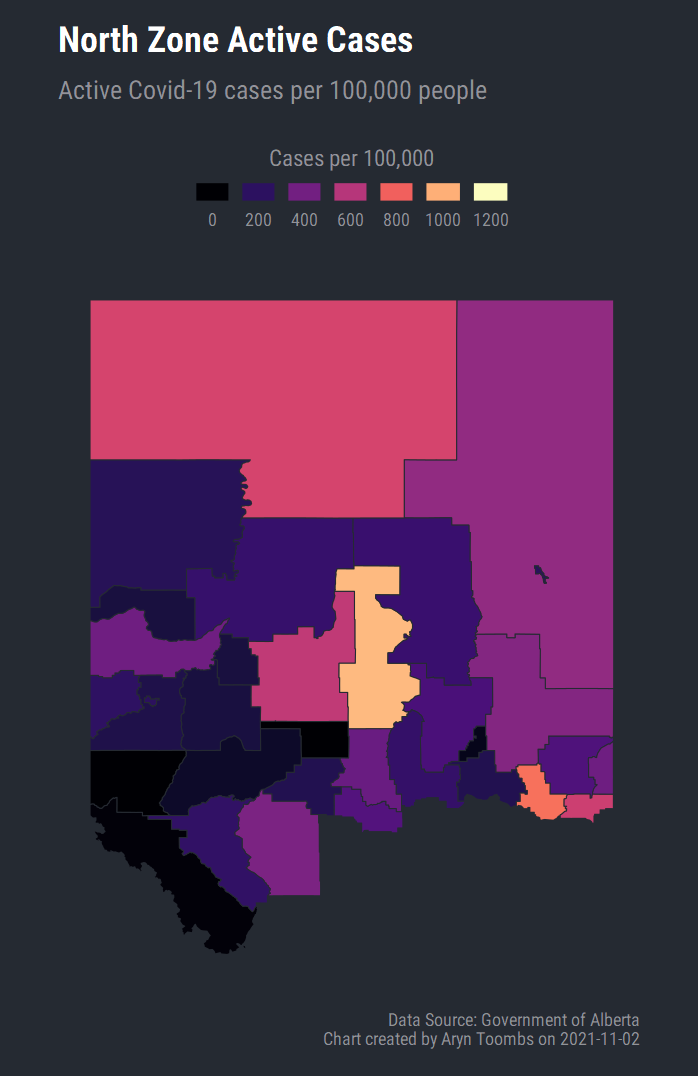 North Zone Active Cases
Active Covid-19 cases per 100,000 people
Cases per 100,000
0 200 400 600 800 1000 1200
Data Source: Government of Alberta
Chart created by Aryn Toombs on 2021-11-02